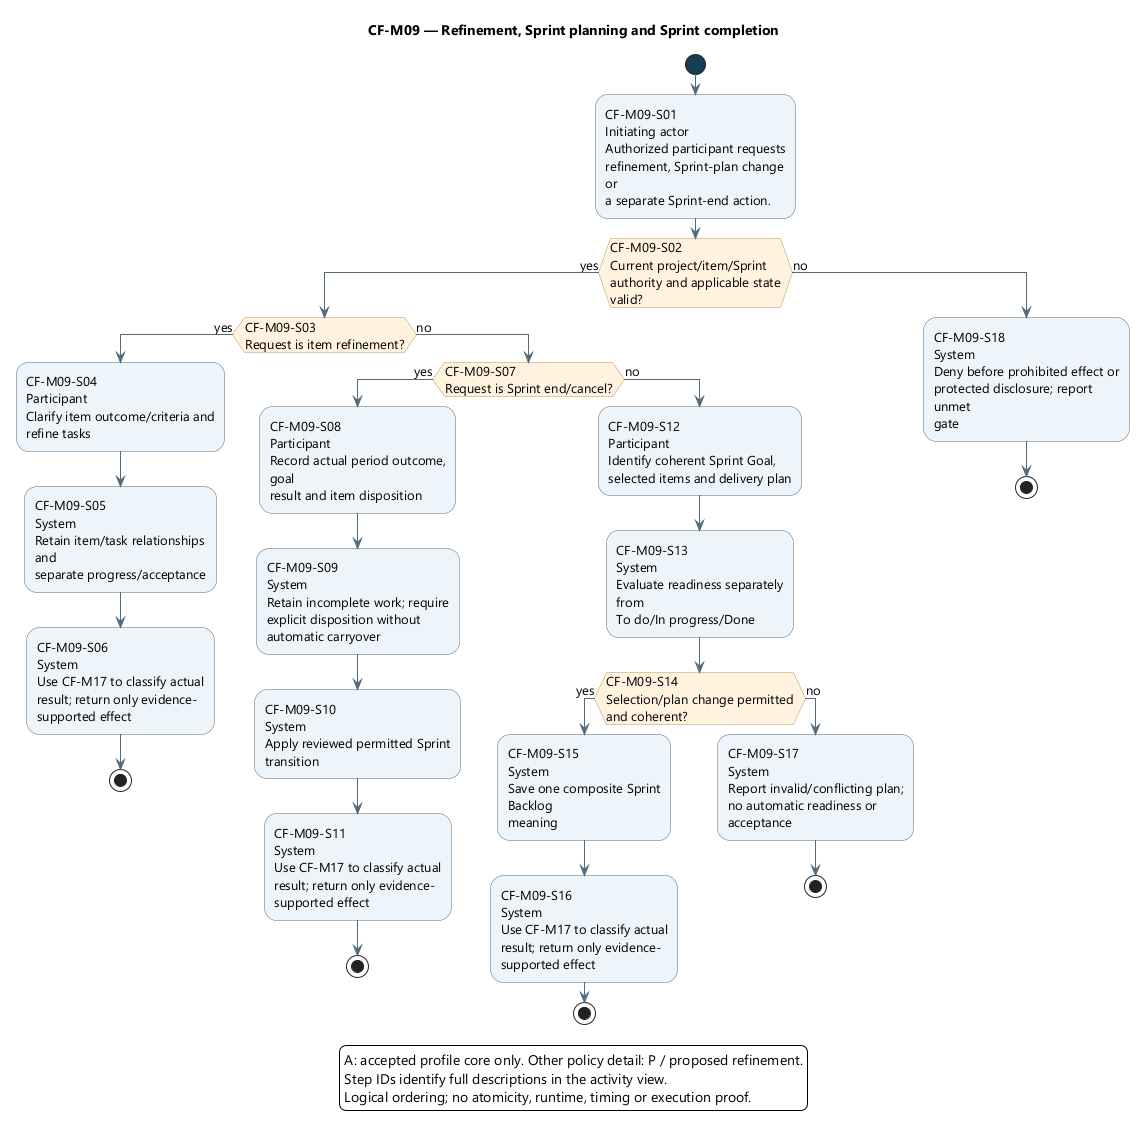 CF-M09 — Refinement, Sprint planning and Sprint completion
CF-M09-S01
Initiating actor
Authorized participant requests
refinement, Sprint-plan change
or
a separate Sprint-end action.
CF-M09-S02
Current project/item/Sprint
authority and applicable state
valid?
yes
no
CF-M09-S03
Request is item refinement?
yes
no
CF-M09-S04
Participant
Clarify item outcome/criteria and
refine tasks
CF-M09-S05
System
Retain item/task relationships
and
separate progress/acceptance
CF-M09-S06
System
Use CF-M17 to classify actual
result; return only evidence-
supported effect
CF-M09-S07
Request is Sprint end/cancel?
yes
no
CF-M09-S08
Participant
Record actual period outcome,
goal
result and item disposition
CF-M09-S09
System
Retain incomplete work; require
explicit disposition without
automatic carryover
CF-M09-S10
System
Apply reviewed permitted Sprint
transition
CF-M09-S11
System
Use CF-M17 to classify actual
result; return only evidence-
supported effect
CF-M09-S12
Participant
Identify coherent Sprint Goal,
selected items and delivery plan
CF-M09-S13
System
Evaluate readiness separately
from
To do/In progress/Done
CF-M09-S14
Selection/plan change permitted
and coherent?
yes
no
CF-M09-S15
System
Save one composite Sprint
Backlog
meaning
CF-M09-S16
System
Use CF-M17 to classify actual
result; return only evidence-
supported effect
CF-M09-S17
System
Report invalid/conflicting plan;
no automatic readiness or
acceptance
CF-M09-S18
System
Deny before prohibited effect or
protected disclosure; report
unmet
gate
A: accepted profile core only. Other policy detail: P / proposed refinement.
Step IDs identify full descriptions in the activity view.
Logical ordering; no atomicity, runtime, timing or execution proof.